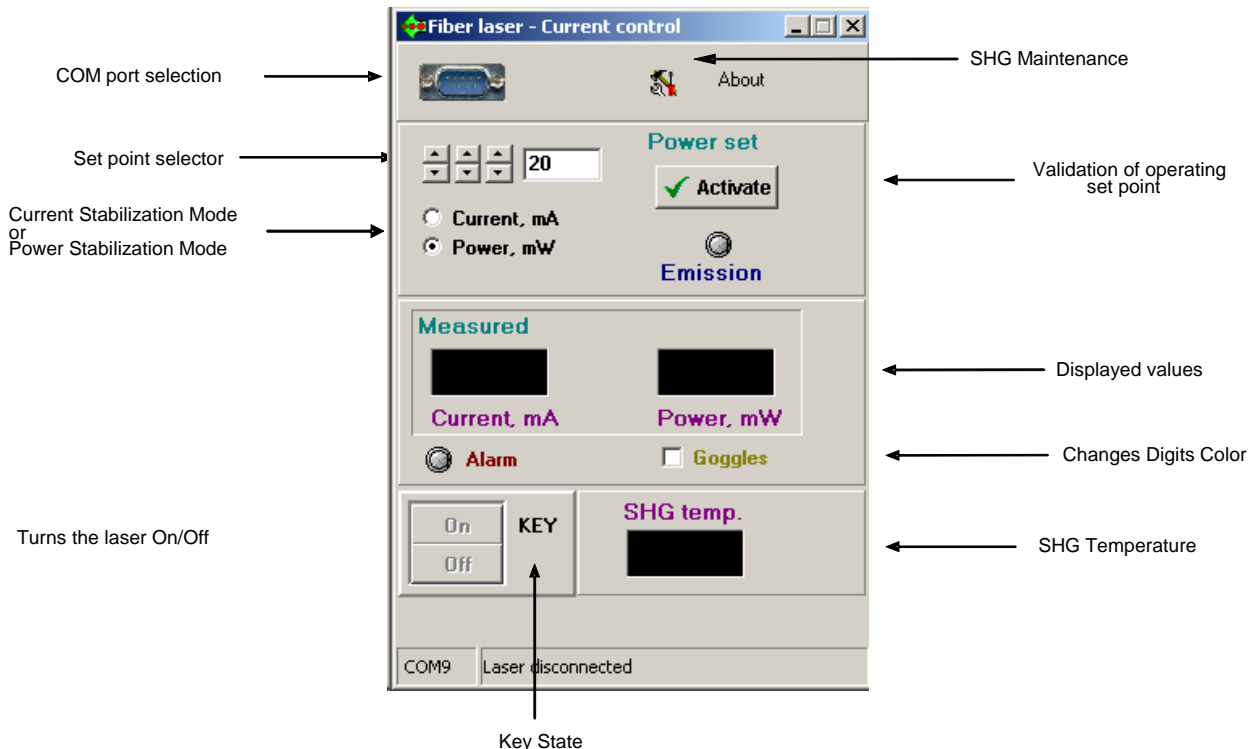 Fiber laser - Current control
COM port selection
SHG Maintenance
About
Set point selector
20
Power set
Activate
Validation of operating
set point
Current Stabilization Mode
or
Power Stabilization Mode
Current, mA
Power, mW
Emission
Measured
Current, mA
Power, mW
Displayed values
Alarm
Goggles
Changes Digits Color
Turns the laser On/Off
On
Off
KEY
SHG temp.
SHG Temperature
COM9
Laser disconnected
Key State